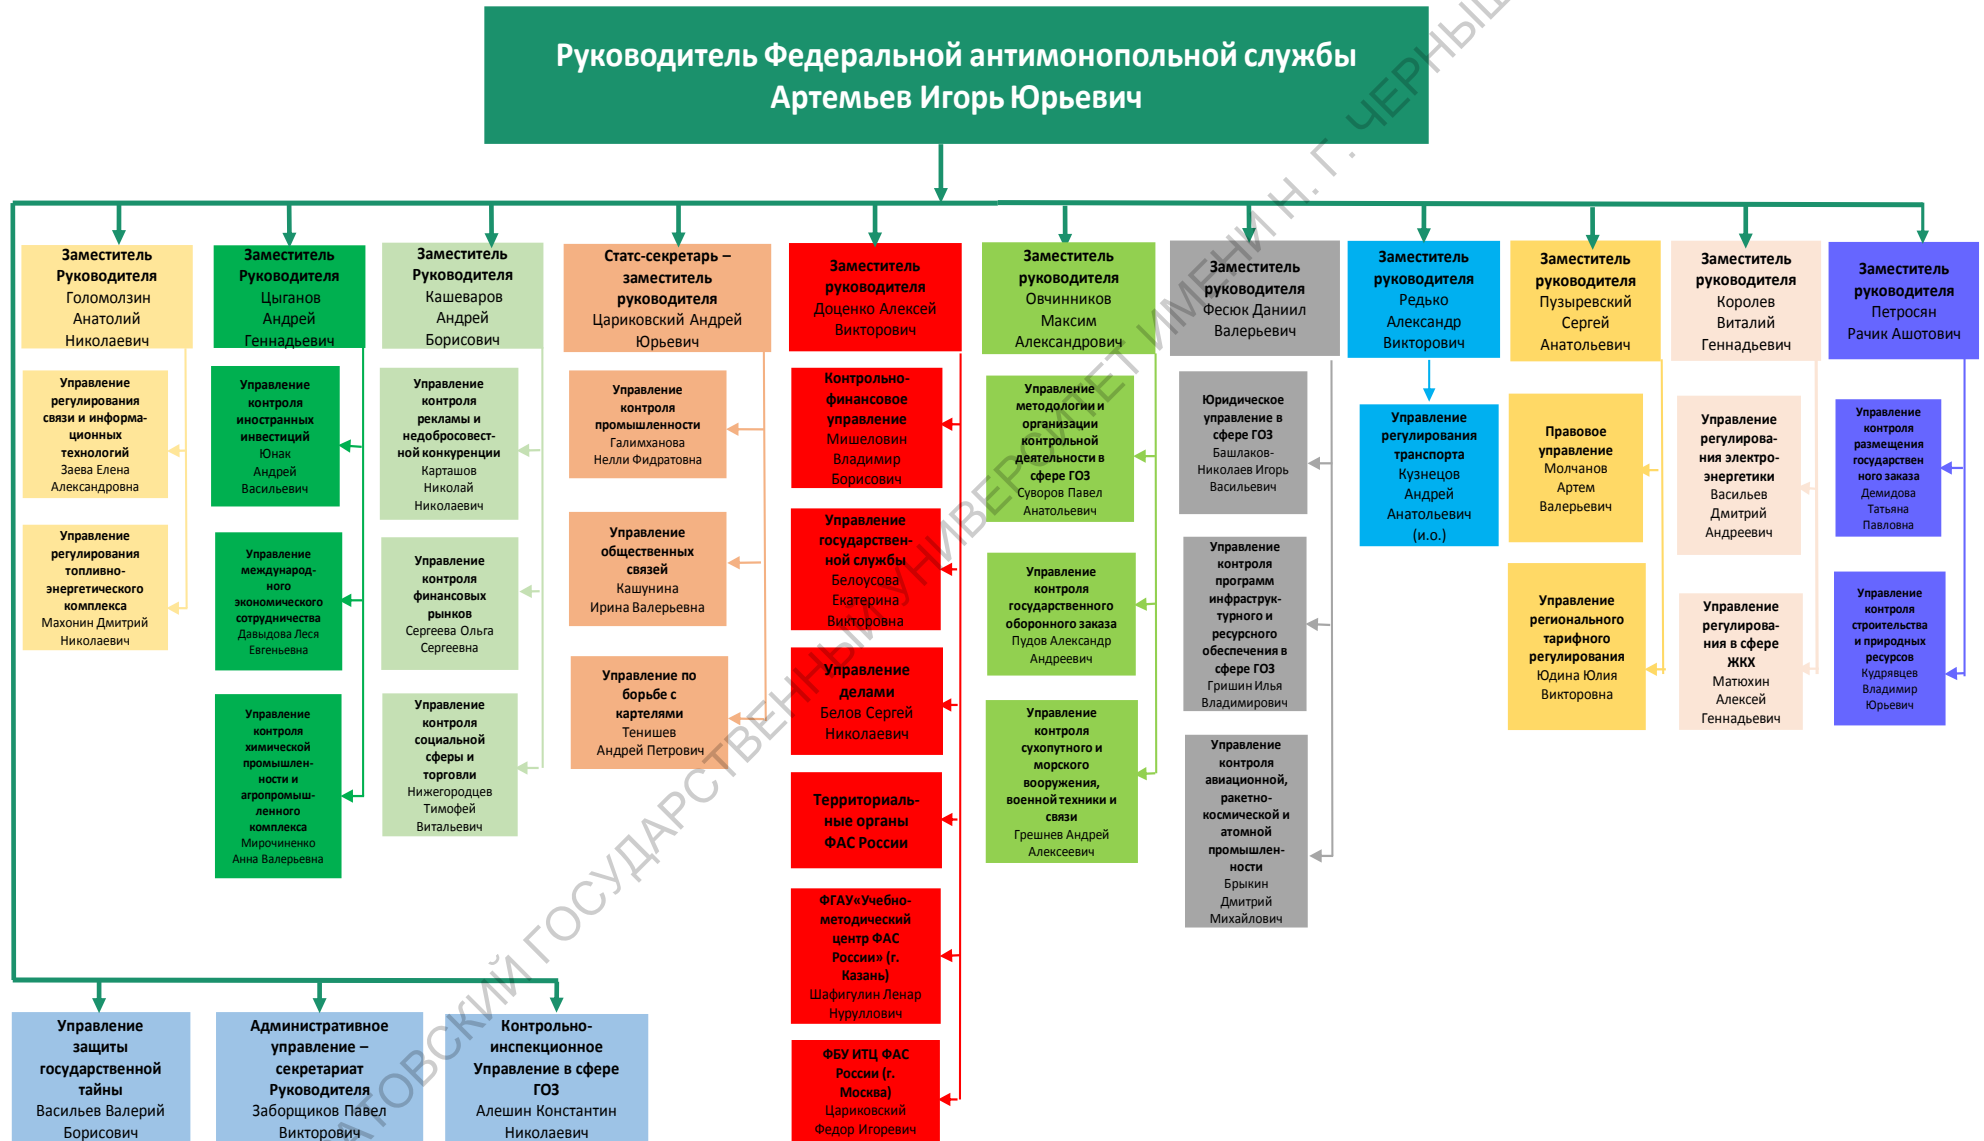 Руководитель Федеральной антимонопольной службы
Артемьев Игорь Юрьевич
Заместитель
Руководителя
Голомолзин
Анатолий
Николаевич
Управление
регулирования
связи и информа-
ционных
технологий
Заева Елена
Александровна
Управление
регулирования
топливно-
энергетического
комплекса
Махонин Дмитрий
Николаевич
Заместитель
Руководителя
Цыганов
Андрей
Геннадьевич
Управление
контроля
иностранных
инвестиций
Юнак
Андрей
Васильевич
Управление
международ-
ного
экономического
сотрудничества
Давыдова Леся
Евгеньевна
Управление
контроля
химической
промышлен-
ности и
агропромыш-
ленного
комплекса
Мирочиненко
Анна Валерьевна
Заместитель
Руководителя
Кашеваров
Андрей
Борисович
Управление
контроля
рекламы и
недобросовест-
ной конкуренции
Карташов
Николай
Николаевич
Управление
контроля
финансовых
рынков
Сергеева Ольга
Сергеевна
Управление
контроля
социальной
сферы и
торговли
Нижегородцев
Тимофей
Витальевич
Статс-секретарь –
заместитель
руководителя
Цариковский Андрей
Юрьевич
Управление
контроля
промышленности
Галимханова
Нелли Фидратовна
Управление
общественных
связей
Кашунина
Ирина Валерьевна
Управление по
борьбе с
картелями
Тенишев
Андрей Петрович
Заместитель
руководителя
Доценко Алексей
Викторович
Контрольно-
финансовое
управление
Мишеловин
Владимир
Борисович
Управление
государствен-
ной службы
Белоусова
Екатерина
Викторовна
Управление
делами
Белов Сергей
Николаевич
Территориаль-
ные органы
ФАС России
ФГАУ«Учебно-
методический
центр ФАС
России» (г.
Казань)
Шафигулин Ленар
Нуруллович
ФБУ ИТЦ ФАС
России (г.
Москва)
Цариковский
Федор Игоревич
Заместитель
руководителя
Овчинников
Максим
Александрович
Управление
методологии и
организации
контрольной
деятельности в
сфере ГОЗ
Суворов Павел
Анатольевич
Управление
контроля
государственного
оборонного заказа
Пудов Александр
Андреевич
Управление
контроля
сухопутного и
морского
вооружения,
военной техники и
связи
Грешнев Андрей
Алексеевич
Заместитель
руководителя
Фесюк Даниил
Валерьевич
Юридическое
управление в
сфере ГОЗ
Башлаков-
Николаев Игорь
Васильевич
Управление
контроля
программ
инфраструк-
турного и
ресурсного
обеспечения в
сфере ГОЗ
Гришин Илья
Владимирович
Управление
контроля
авиационной,
ракетно-
космической и
атомной
промышлен-
ности
Брыкин
Дмитрий
Михайлович
Заместитель
руководителя
Редько
Александр
Викторович
Управление
регулирования
транспорта
Кузнецов
Андрей
Анатольевич
(и.о.)
Заместитель
руководителя
Пузыревский
Сергей
Анатольевич
Правовое
управление
Молчанов
Артем
Валерьевич
Управление
регионального
тарифного
регулирования
Юдина Юлия
Викторовна
Заместитель
руководителя
Королев
Виталий
Геннадьевич
Управление
регулирова-
ния электро-
энергетики
Васильев
Дмитрий
Андреевич
Управление
регулирова-
ния в сфере
ЖКХ
Матюхин
Алексей
Геннадьевич
Заместитель
руководителя
Петросян
Рачик Ашотович
Управление
контроля
размещения
государствен
ного заказа
Демидова
Татьяна
Павловна
Управление
контроля
строительства
и природных
ресурсов
Кудрявцев
Владимир
Юрьевич
Управление
защиты
государственной
тайны
Васильев Валерий
Борисович
Административное
управление –
секретариат
Руководителя
Заборщиков Павел
Викторович
Контрольно-
инспекционное
Управление в сфере
ГОЗ
Алешин Константин
Николаевич
АТОВСКИЙ ГОСУДАРСТВЕННЫЙ УНИВЕРСИТЕТ ИМЕНИ Н. Г. ЧЕРНЫШ